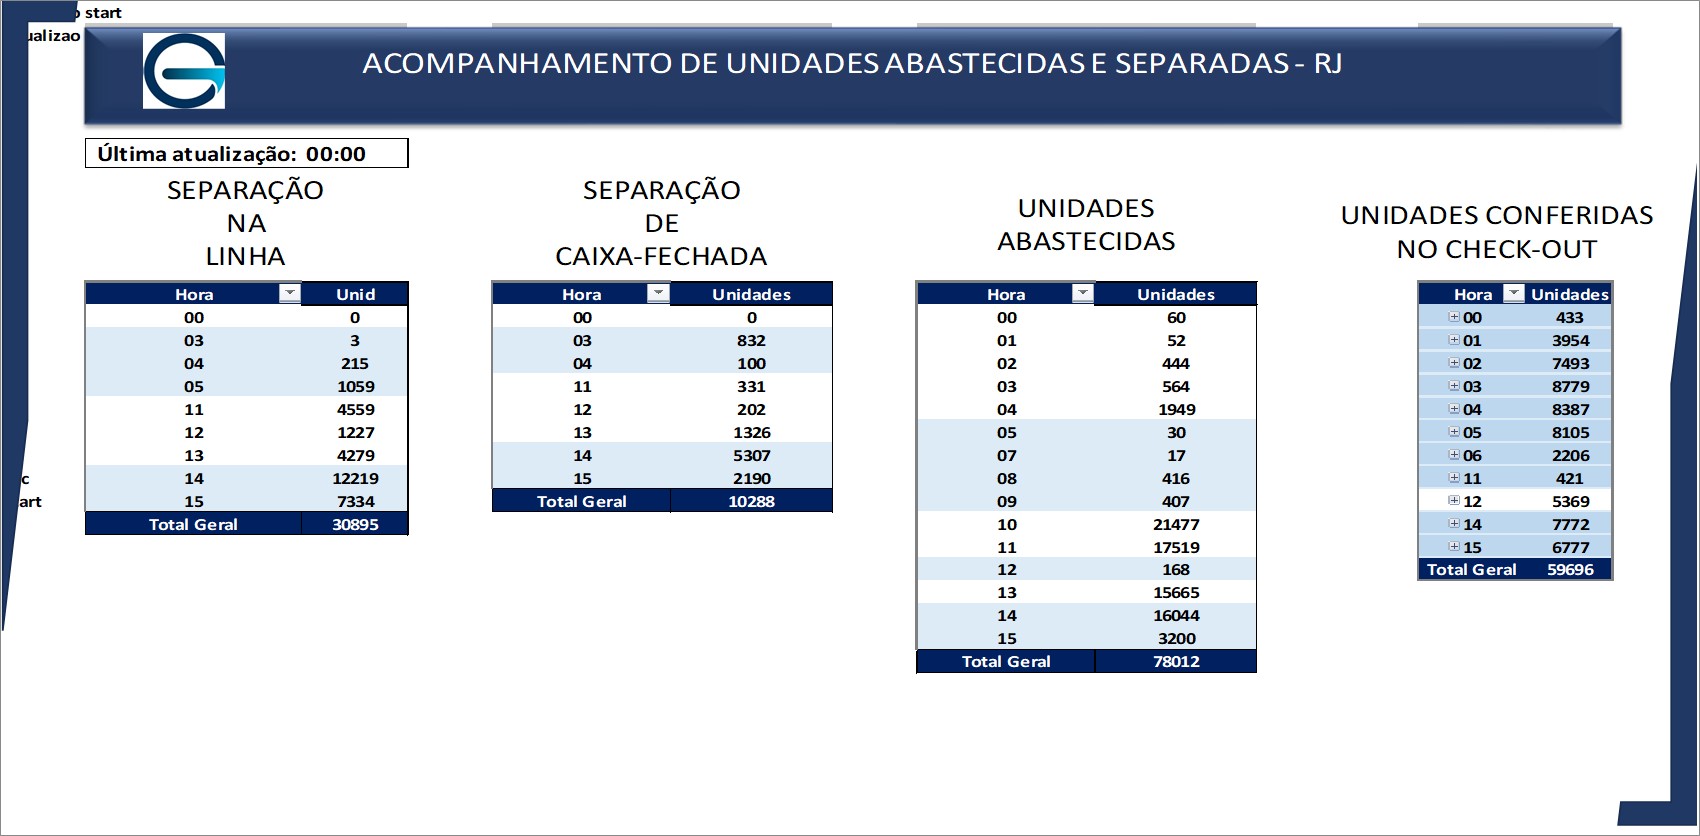 start
ualizao
ACOMPANHAMENTO DE UNIDADES ABASTECIDAS E SEPARADAS - RJ
Última atualização: 00:00
SEPARAÇÃO
NA
LINHA
Hora Unid
00 0
03 3
04 215
05 1059
11 4559
12 1227
13 4279
14 12219
15 7334
Total Geral 30895
SEPARAÇÃO
DE
CAIXA-FECHADA
Hora Unidades
00 0
03 832
04 100
11 331
12 202
13 1326
14 5307
15 2190
Total Geral 10288
UNIDADES
ABASTECIDAS
Hora Unidades
00 60
01 52
02 444
03 564
04 1949
05 30
07 17
08 416
09 407
10 21477
11 17519
12 168
13 15665
14 16044
15 3200
Total Geral 78012
UNIDADES CONFERIDAS
NO CHECK-OUT
Hora Unidades
00 433
01 3954
02 7493
03 8779
04 8387
05 8105
06 2206
11 421
12 5369
14 7772
15 6777
Total Geral 59696
c
art